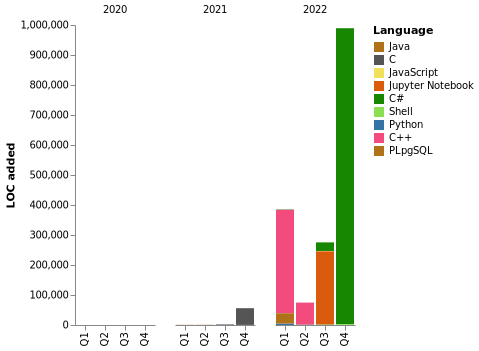 2020 2021 2022
LOC added
1,000,000
900,000
800,000
700,000
600,000
500,000
400,000
300,000
200,000
100,000
0
Q1 Q2 Q3 Q4 Q1 Q2 Q3 Q4 Q1 Q2 Q3 Q4
Language
Java
C
JavaScript
Jupyter Notebook
C#
Shell
Python
C++
PLpgSQL